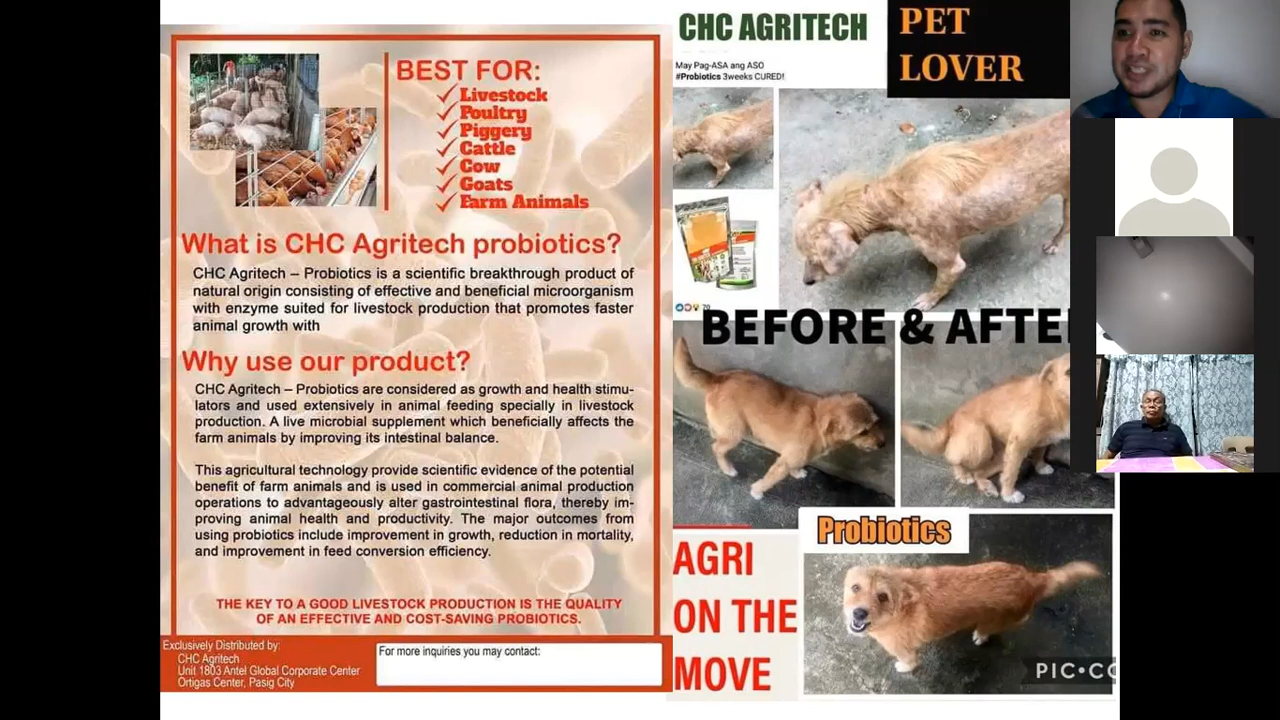 BEST FOR:
Livestock
Poultry
Piggery
Cattle
Cow
Goats
Farm Animals
What is CHC Agritech probiotics?
CHC Agritech – Probiotics is a scientific breakthrough product of
natural origin consisting of effective and beneficial microorganism
with enzyme suited for livestock production that promotes faster
animal growth with
Why use our product?
CHC Agritech – Probiotics are considered as growth and health stimu-
lators and used extensively in animal feeding specially in livestock
production. A live microbial supplement which beneficially affects the
farm animals by improving its intestinal balance.
This agricultural technology provide scientific evidence of the potential
benefit of farm animals and is used in commercial animal production
operations to advantageously alter gastrointestinal flora, thereby im-
proving animal health and productivity. The major outcomes from
using probiotics include improvement in growth, reduction in mortality,
and improvement in feed conversion efficiency.
THE KEY TO A GOOD LIVESTOCK PRODUCTION IS THE QUALITY
OF AN EFFECTIVE AND COST-SAVING PROBIOTICS.
Exclusively Distributed by:
CHC Agritech
Unit 1803 Antel Global Corporate Center
Ortigas Center, Pasig City
For more inquiries you may contact:
CHC AGRITECH
PET
LOVER
May Pag-ASA ang ASO
#Probiotics 3weeks CURED!
70
BEFORE & AFTE
Probiotics
AGRI
ON THE
MOVE
PIC•CO